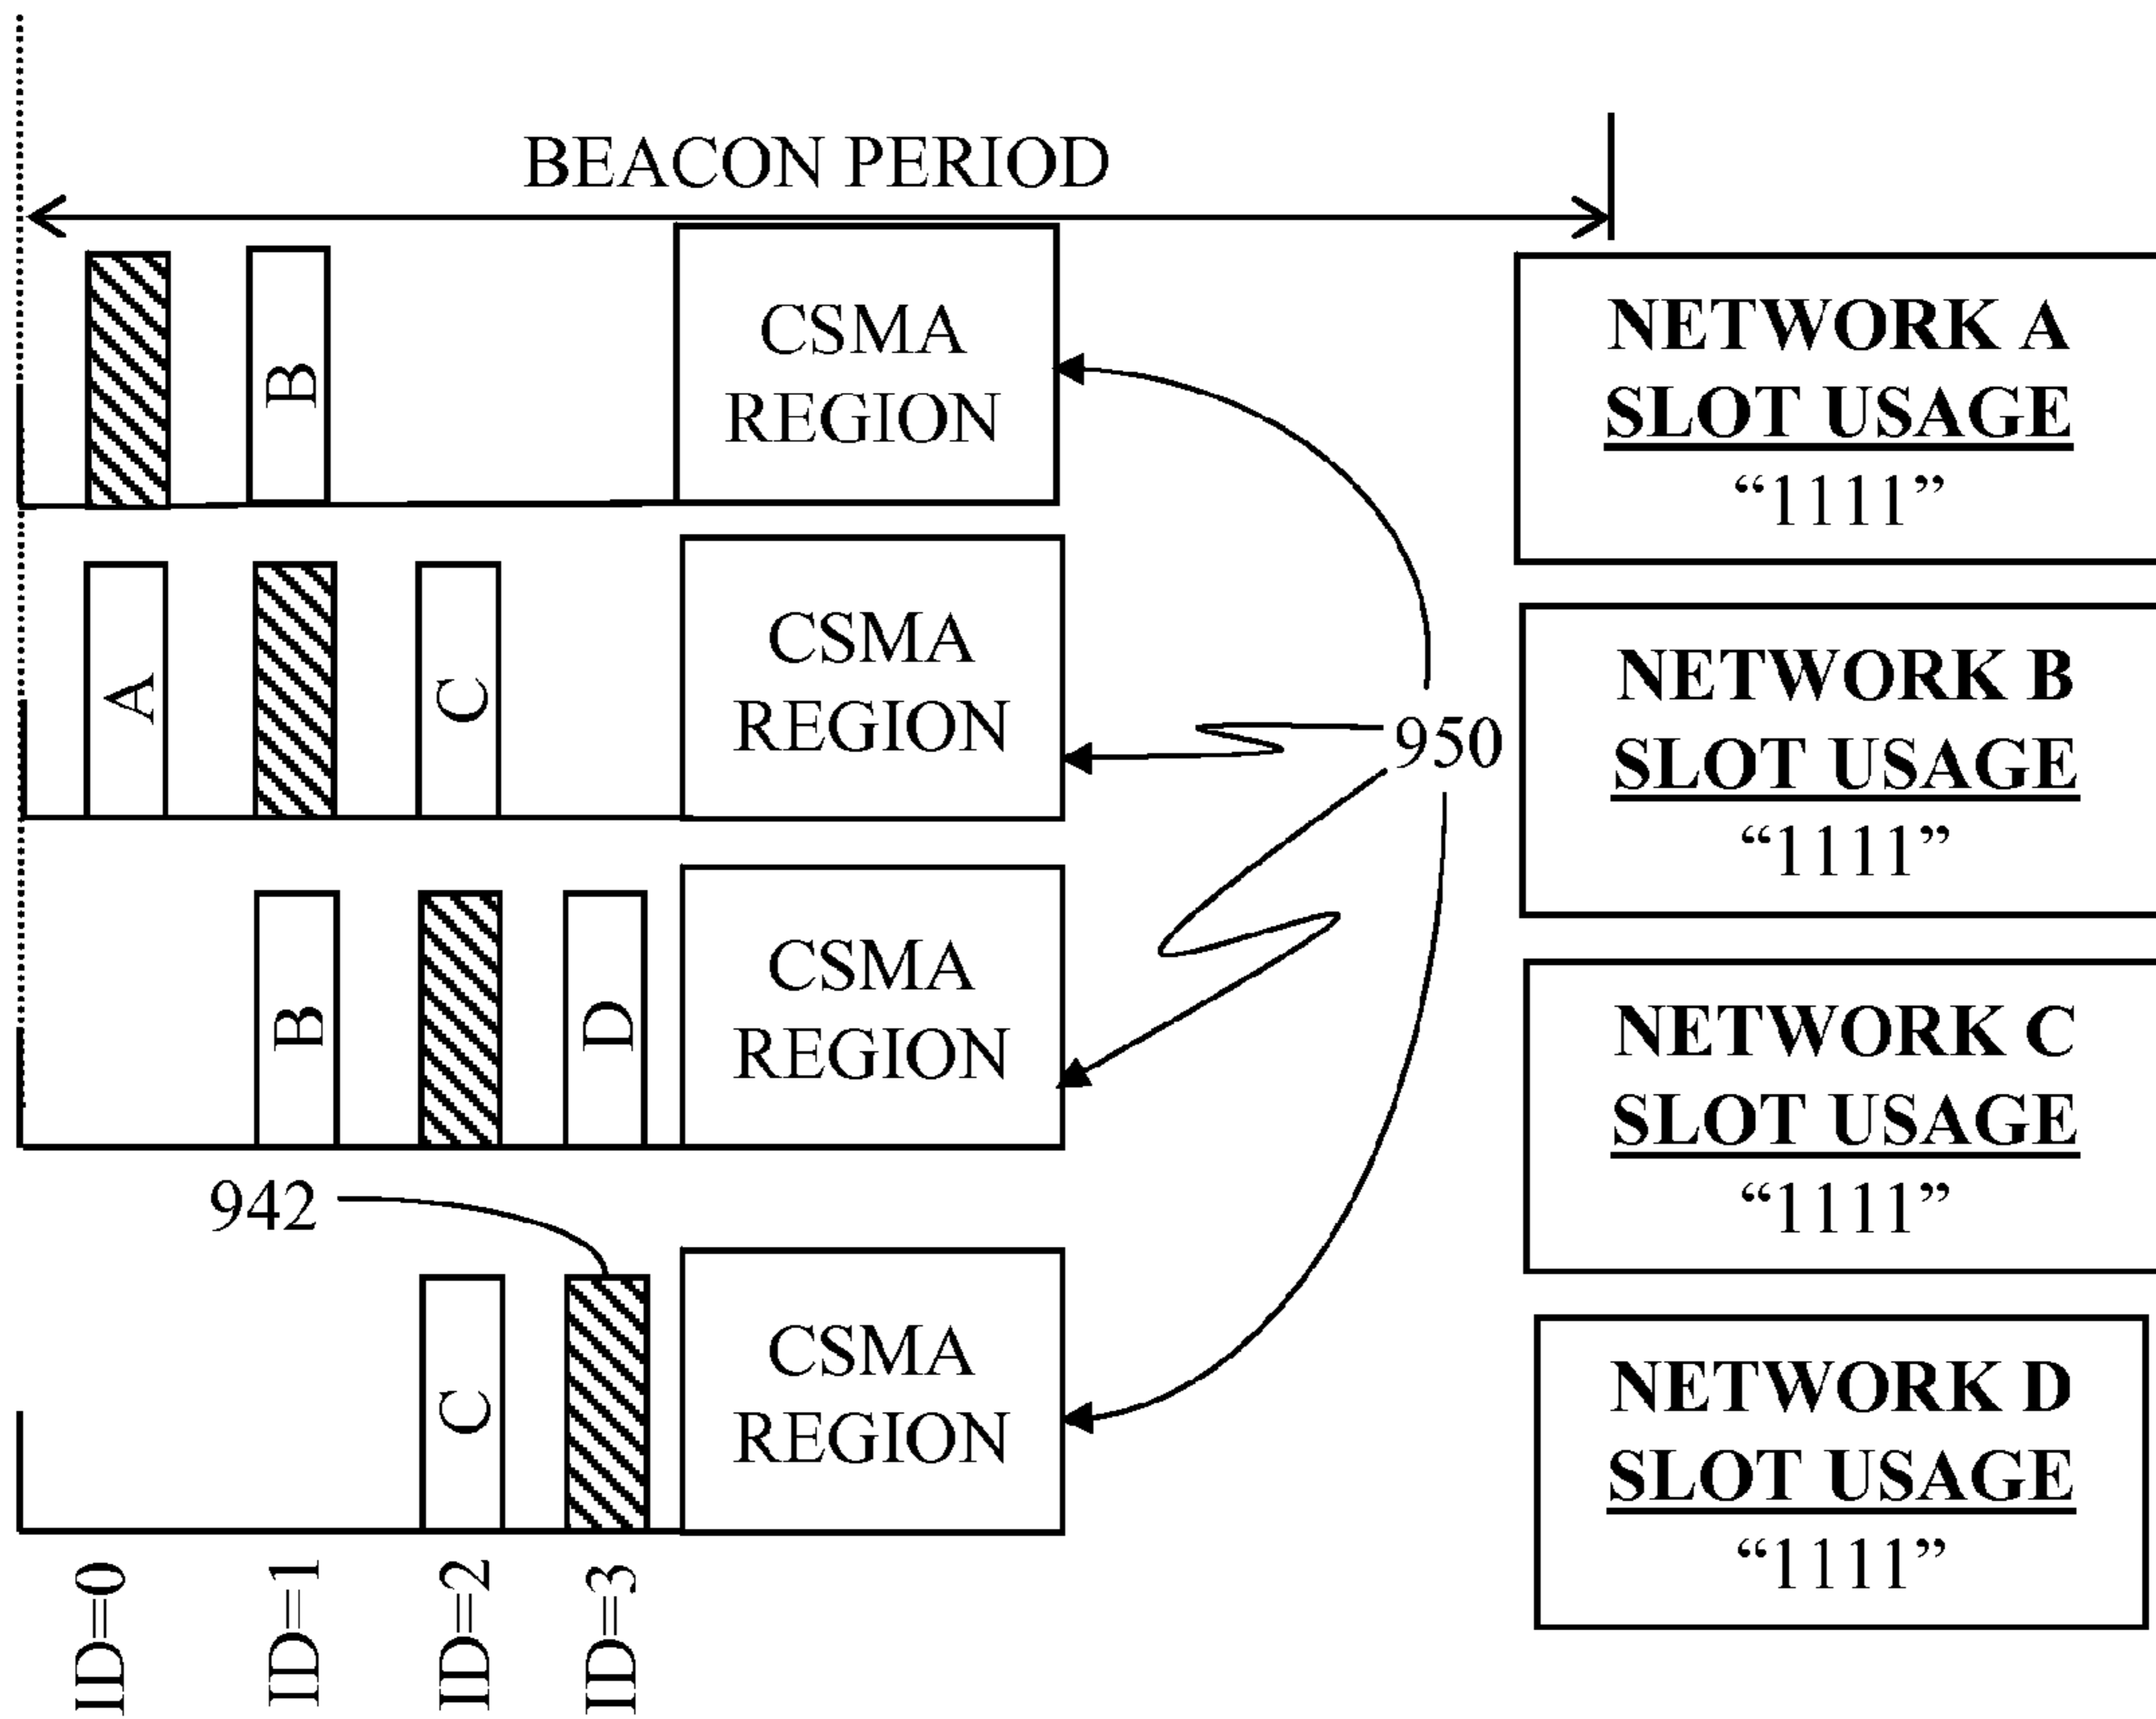 BEACON PERIOD
B
CSMA
REGION
NETWORK A
SLOT USAGE
“1111”
A
C
CSMA
REGION
950
NETWORK B
SLOT USAGE
“1111”
B
D
CSMA
REGION
NETWORK C
SLOT USAGE
“1111”
942
C
CSMA
REGION
NETWORK D
SLOT USAGE
“1111”
ID=0
ID=1
ID=2
ID=3